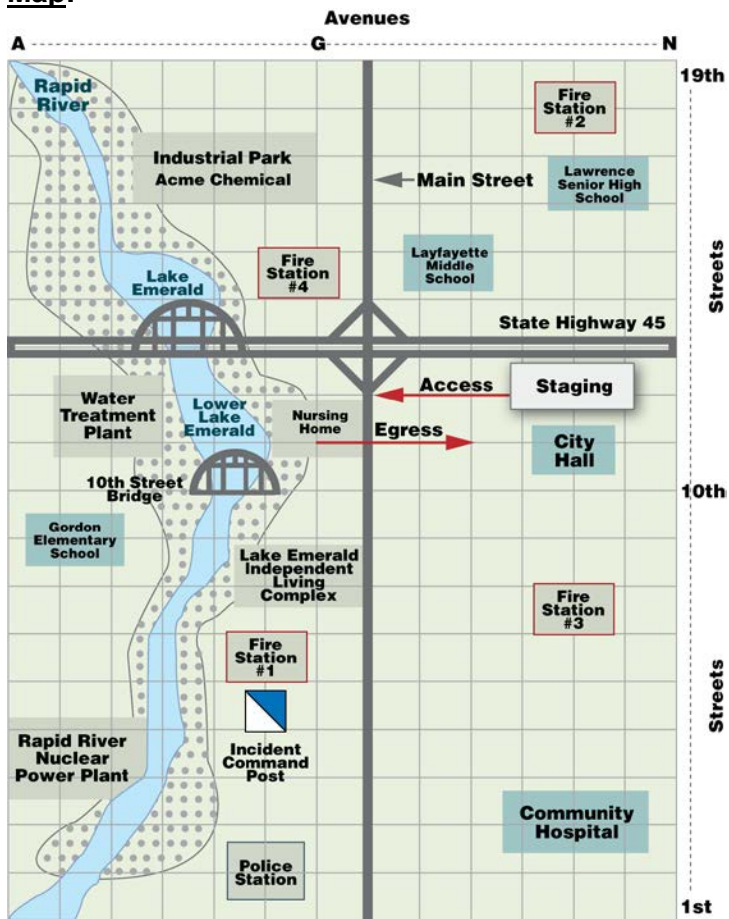 Map:
Avenues
A
G
N
19th
Rapid
River
Fire
Station
#2
Industrial Park
Acme Chemical
Main Street
Lawrence
Senior High
School
Fire
Station
#4
Layfayette
Middle
School
Lake
Emerald
Streets
State Highway 45
Access
Staging
Water
Treatment
Plant
Lower
Lake
Emerald
Nursing
Home
Egress
City
Hall
10th Street
Bridge
10th
Gordon
Elementary
School
Lake Emerald
Independent
Living
Complex
Fire
Station
#3
Fire
Station
#1
Streets
Rapid River
Nuclear
Power Plant
Incident
Command
Post
Community
Hospital
Police
Station
1st